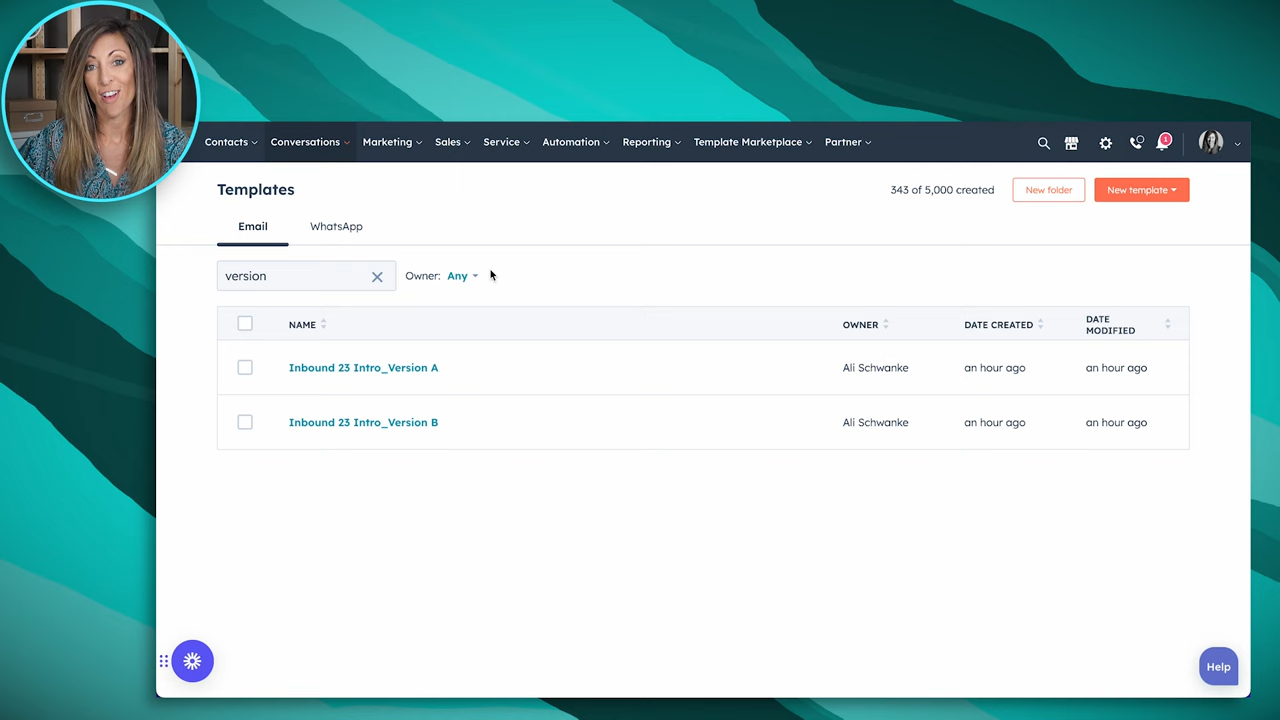 Contacts Conversations Marketing Sales Service Automation Reporting Template Marketplace Partner 1
Templates 343 of 5,000 created New folder New template
Email WhatsApp
version Owner: Any
NAME OWNER DATE CREATED DATE MODIFIED
Inbound 23 Intro_Version A Ali Schwanke an hour ago an hour ago
Inbound 23 Intro_Version B Ali Schwanke an hour ago an hour ago
Help